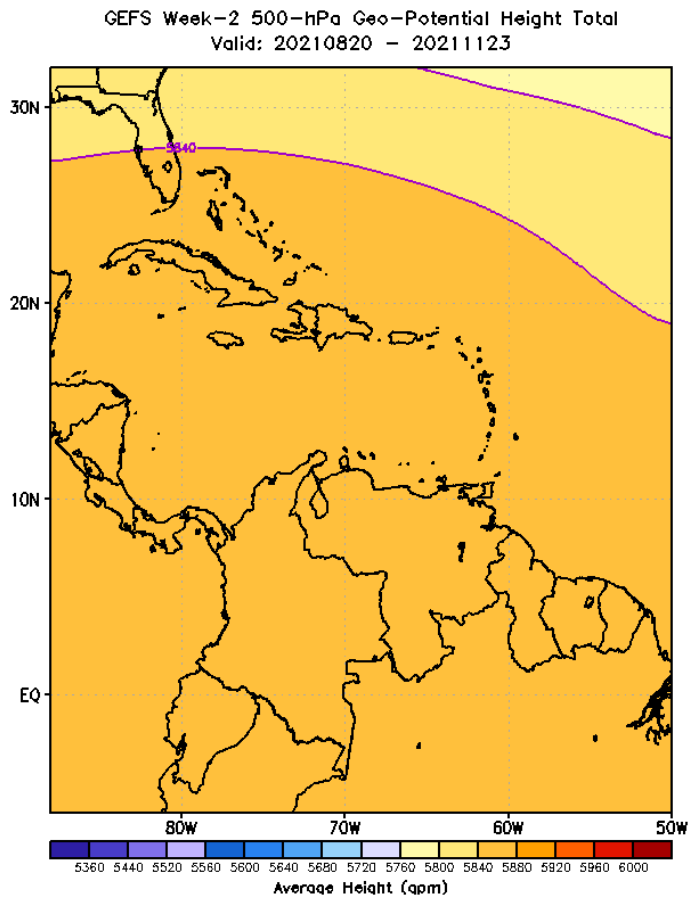 GEFS Week-2 500-hPa Geo-Potential Height Total
Valid: 20210820 - 20211123
30N
5840
20N
10N
EQ
80W 70W 60W 50W
5360 5440 5520 5560 5600 5640 5680 5720 5760 5800 5840 5880 5920 5960 6000
Average Height (gpm)